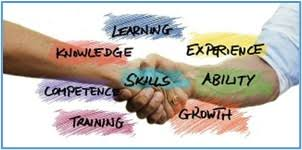 LEARNING
KNOWLEDGE
EXPERIENCE
SKILLS
ABILITY
COMPETENCE
GROWTH
TRAINING